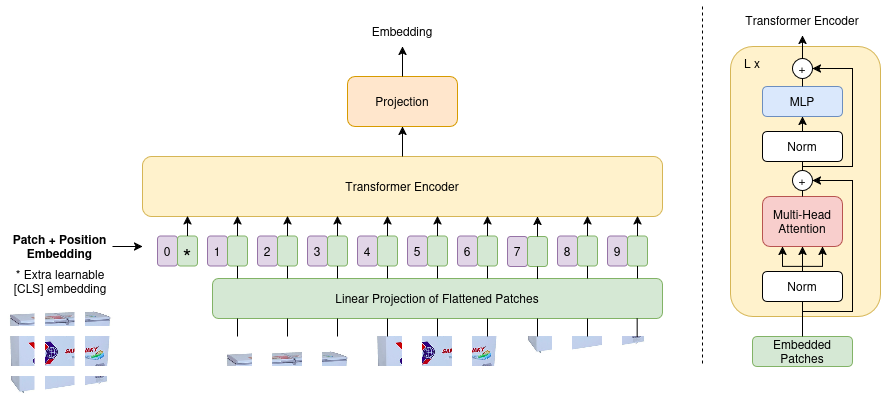 Embedding
Projection
Transformer Encoder
Patch + Position
Embedding
* Extra learnable
[CLS] embedding
0 * 1 2 3 4 5 6 7 8 9
Linear Projection of Flattened Patches
Transformer Encoder
L x
+
MLP
Norm
+
Multi-Head
Attention
Norm
Embedded
Patches